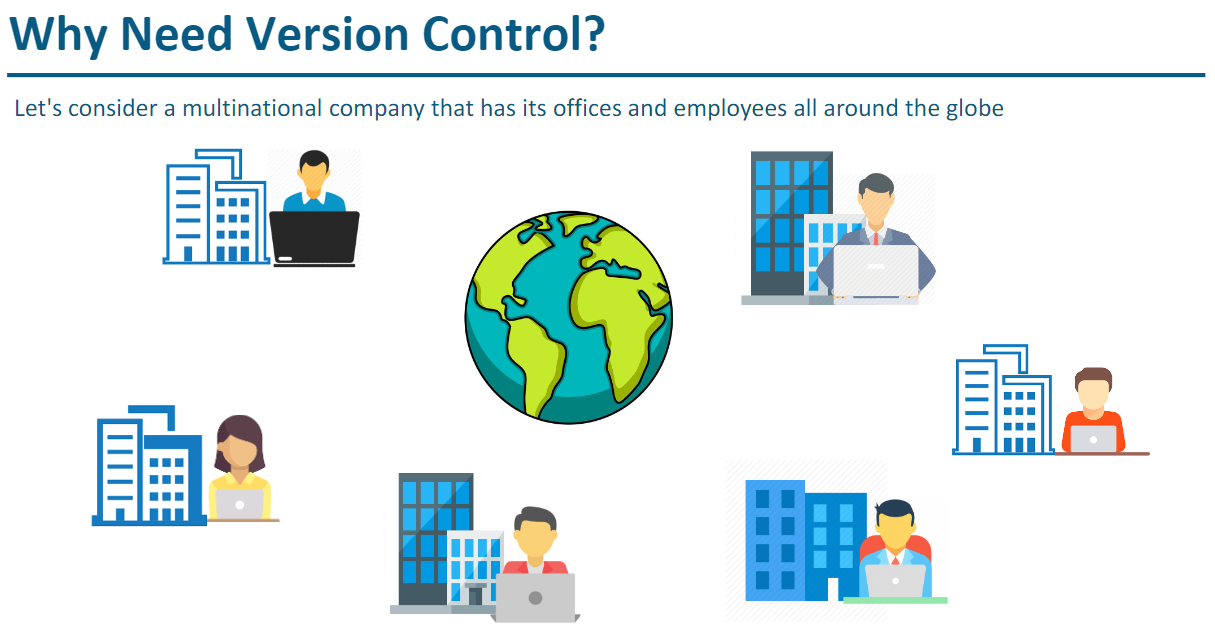 Why Need Version Control?
Let's consider a multinational company that has its offices and employees all around the globe